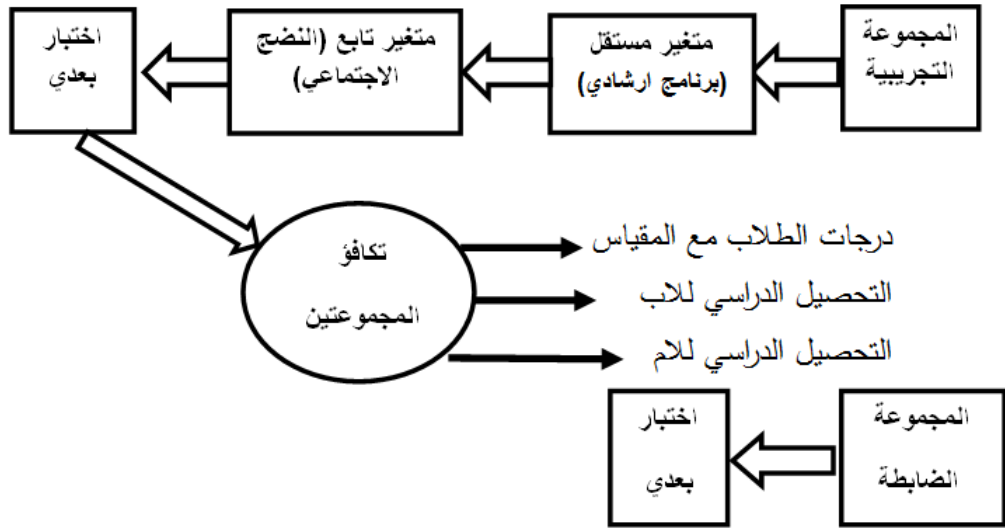 المجموعة
التجريبية
متغير مستقل
(برنامج ارشادي)
متغير تابع (النضج
الاجتماعي)
اختبار
بعدي
تكافؤ
المجموعتين
درجات الطلاب مع المقياس
التحصيل الدراسي للاب
التحصيل الدراسي للام
المجموعة
الضابطة
اختبار
بعدي